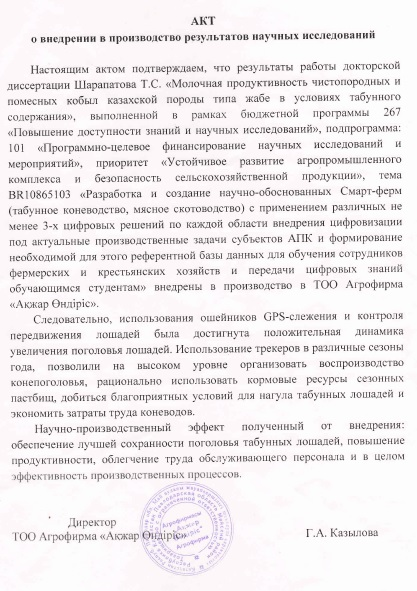 АКТ
о внедрении в производство результатов научных исследований
Настоящим актом подтверждаем, что результаты работы докторской
диссертации Шарапатова Т.С. «Молочная продуктивность чистопородных и
помесных кобыл казахской породы типа жабе в условиях табунного
содержания», выполненной в рамках бюджетной программы 267
«Повышение доступности знаний и научных исследований», подпрограмма:
101 «Программно-целевое финансирование научных исследований и
мероприятий», приоритет «Устойчивое развитие агропромышленного
комплекса и безопасность сельскохозяйственной продукции», тема
BR10865103 «Разработка и создание научно-обоснованных Смарт-ферм
(табунное коневодство, мясное скотоводство) с применением различных не
менее 3-х цифровых решений по каждой области внедрения цифровизации
под актуальные производственные задачи субъектов АПК и формирование
необходимой для этого референтной базы данных для обучения сотрудников
фермерских и крестьянских хозяйств и передачи цифровых знаний
обучающимся студентам» внедрены в производство в ТОО Агрофирма
«Акжар Өндіріс».
Следовательно, использования ошейников GPS-слежения и контроля
передвижения лошадей была достигнута положительная динамика
увеличения поголовья лошадей. Использование трекеров в различные сезоны
года, позволили на высоком уровне организовать воспроизводство
конепоголовья, рационально использовать кормовые ресурсы сезонных
пастбищ, добиться благоприятных условий для нагула табунных лошадей и
экономить затраты труда коневодов.
Научно-производственный эффект полученный от внедрения:
обеспечение лучшей сохранности поголовья табунных лошадей, повышение
продуктивности, облегчение труда обслуживающего персонала и в целом
эффективность производственных процессов.
Директор
ТОО Агрофирма «Акжар Өндіріс» Г.А. Казылова